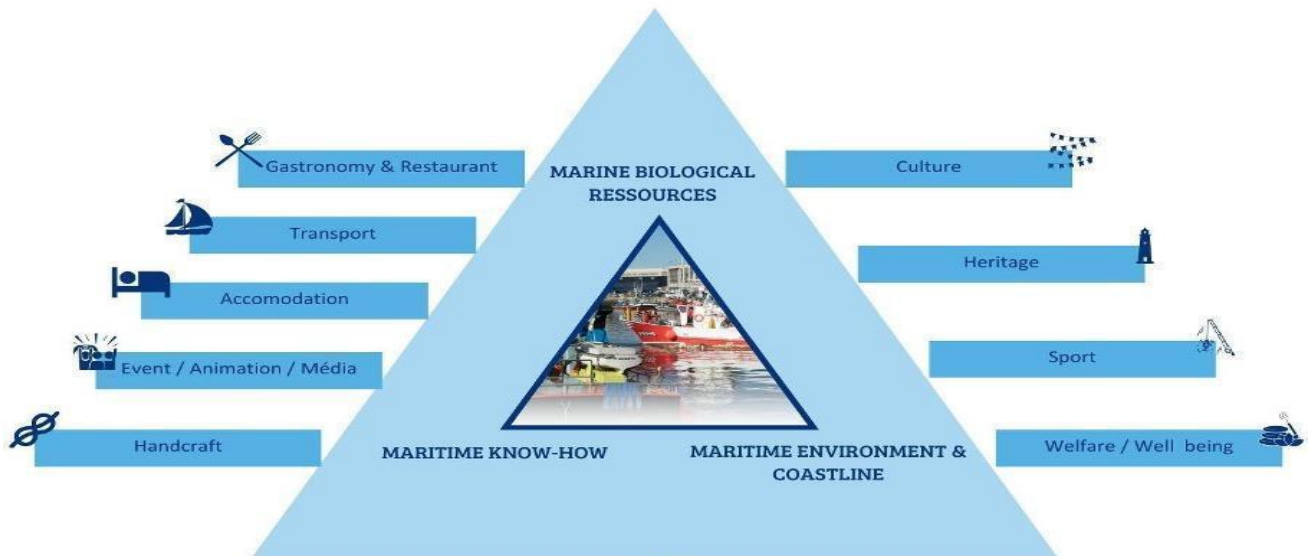 Gastronomy & Restaurant
Transport
Accomodation
Event / Animation / Média
Handcraft
MARINE BIOLOGICAL
RESSOURCES
MARITIME KNOW-HOW
MARITIME ENVIRONMENT &
COASTLINE
Culture
Heritage
Sport
Welfare / Well being